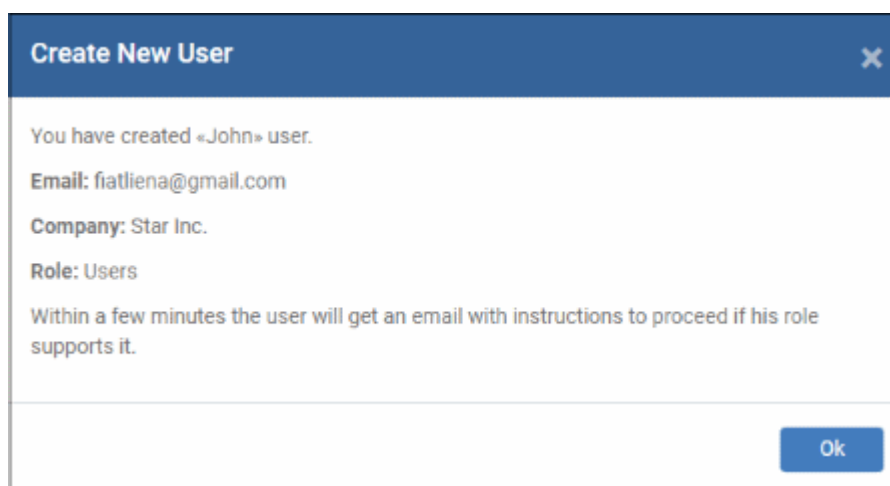 Create New User
You have created «John» user.
Email: fiatliena@gmail.com
Company: Star Inc.
Role: Users
Within a few minutes the user will get an email with instructions to proceed if his role
supports it.
Ok